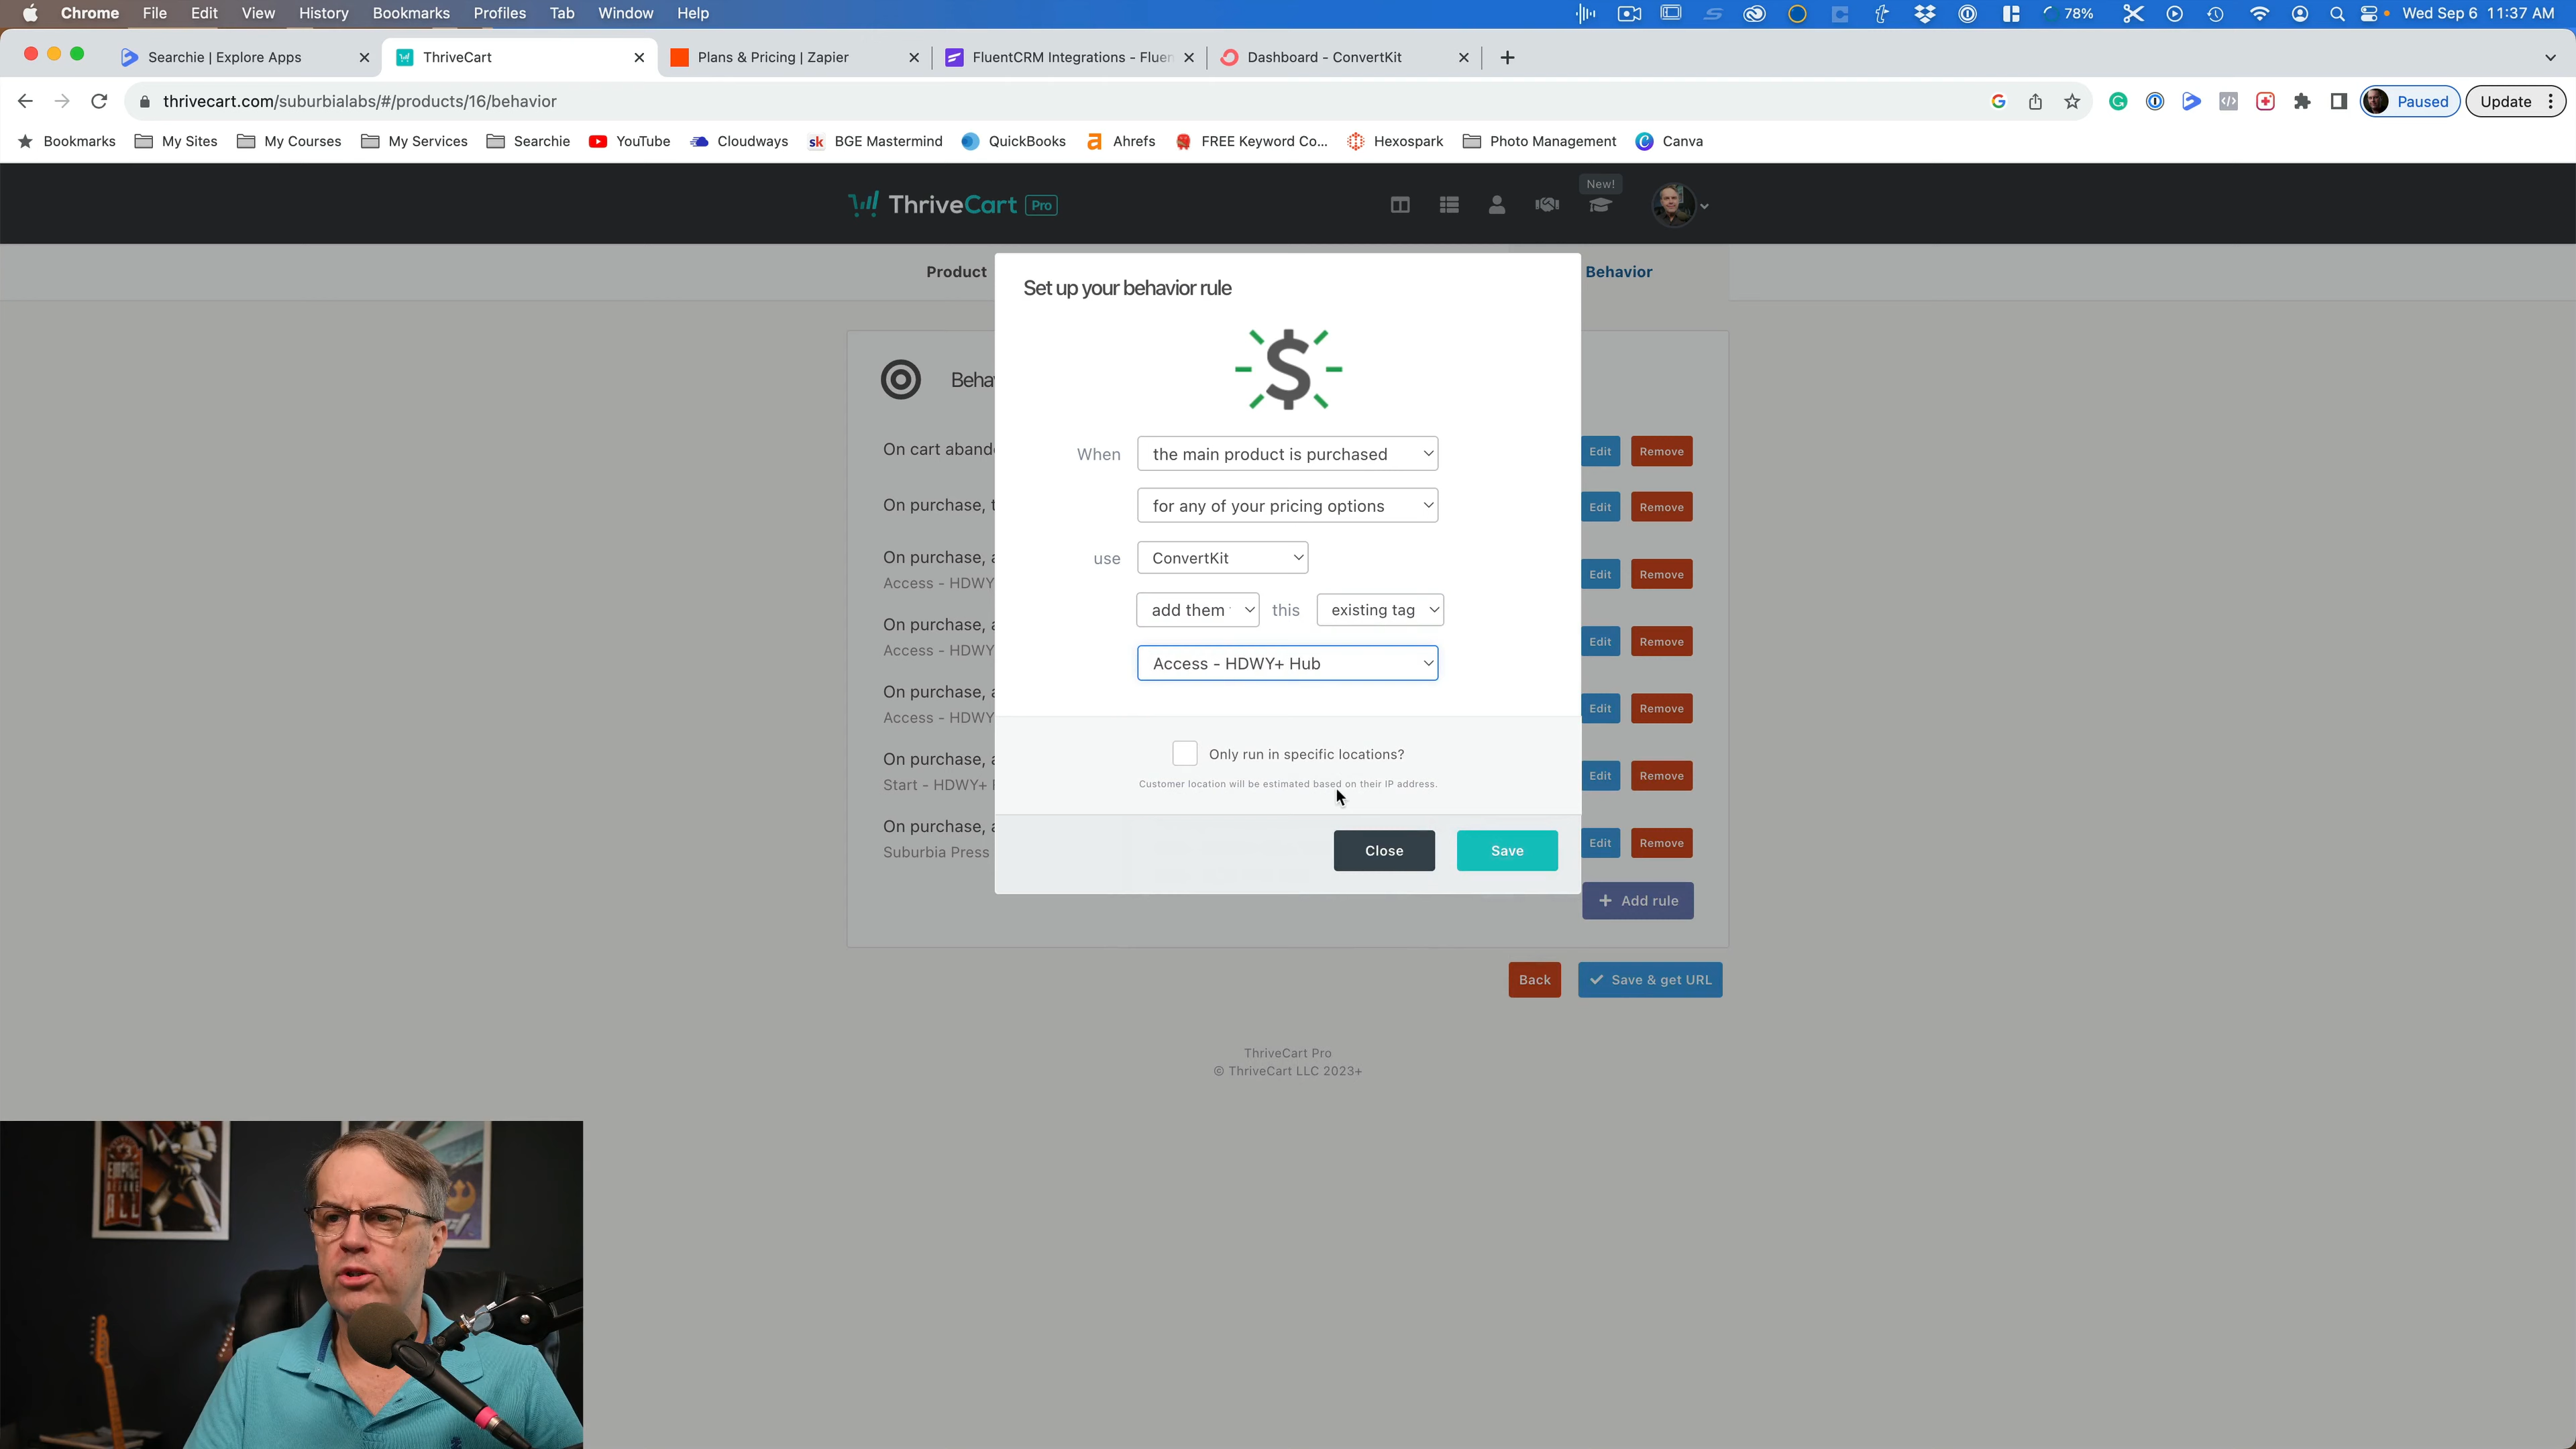 Chrome File Edit View History Bookmarks Profiles Tab Window Help 78% Wed Sep 6 11:37 AM
Searchie | Explore Apps ThriveCart Plans & Pricing | Zapier FluentCRM Integrations - Fluen Dashboard - ConvertKit
thrivecart.com/suburbialabs/#/products/16/behavior Paused Update
Bookmarks My Sites My Courses My Services Searchie YouTube Cloudways sk BGE Mastermind QuickBooks Ahrefs FREE Keyword Co... Hexospark Photo Management Canva
New!
ThriveCart Pro
Product Behavior
Set up your behavior rule
Beha
When the main product is purchased
for any of your pricing options
use ConvertKit
add them this existing tag
Access - HDWY+ Hub
Only run in specific locations?
Customer location will be estimated based on their IP address.
Close Save
On cart aband Edit Remove
On purchase, t Edit Remove
On purchase, a Edit Remove
Access - HDWY
On purchase, a Edit Remove
Access - HDWY
On purchase, a Edit Remove
Access - HDWY
On purchase, a Edit Remove
Start - HDWY+
On purchase, a Edit Remove
Suburbia Press
+ Add rule
Back Save & get URL
ThriveCart Pro
© ThriveCart LLC 2023+